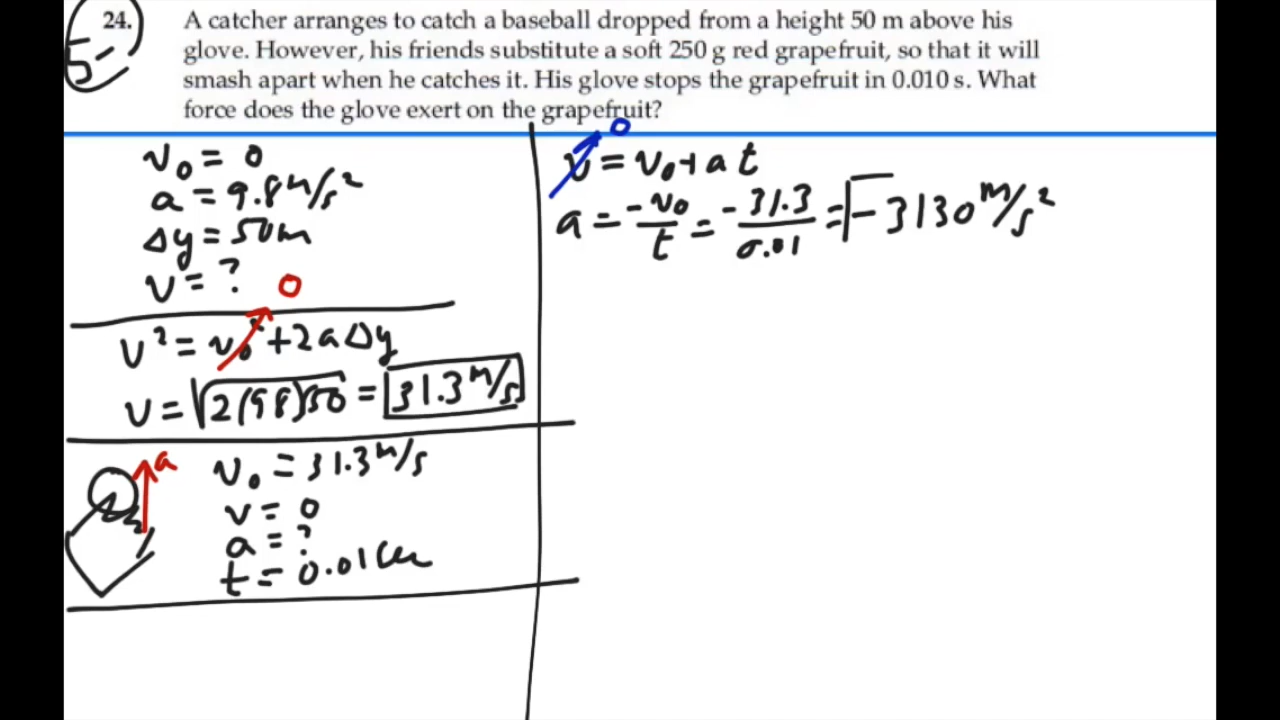 24. A catcher arranges to catch a baseball dropped from a height 50 m above his
glove. However, his friends substitute a soft 250 g red grapefruit, so that it will
smash apart when he catches it. His glove stops the grapefruit in 0.010 s. What
force does the glove exert on the grapefruit?
5-
v₀ = 0
a = 9.8 m/s²
Δy = 50m
v = ?
0
v² = v₀² + 2aΔy
v = √2(98)50 = 31.3 m/s
a
v₀ = 31.3 m/s
v = 0
a = ?
t = 0.01
0
v = v₀ + at
a = -v₀/t = -31.3/0.01 = -3130 m/s²